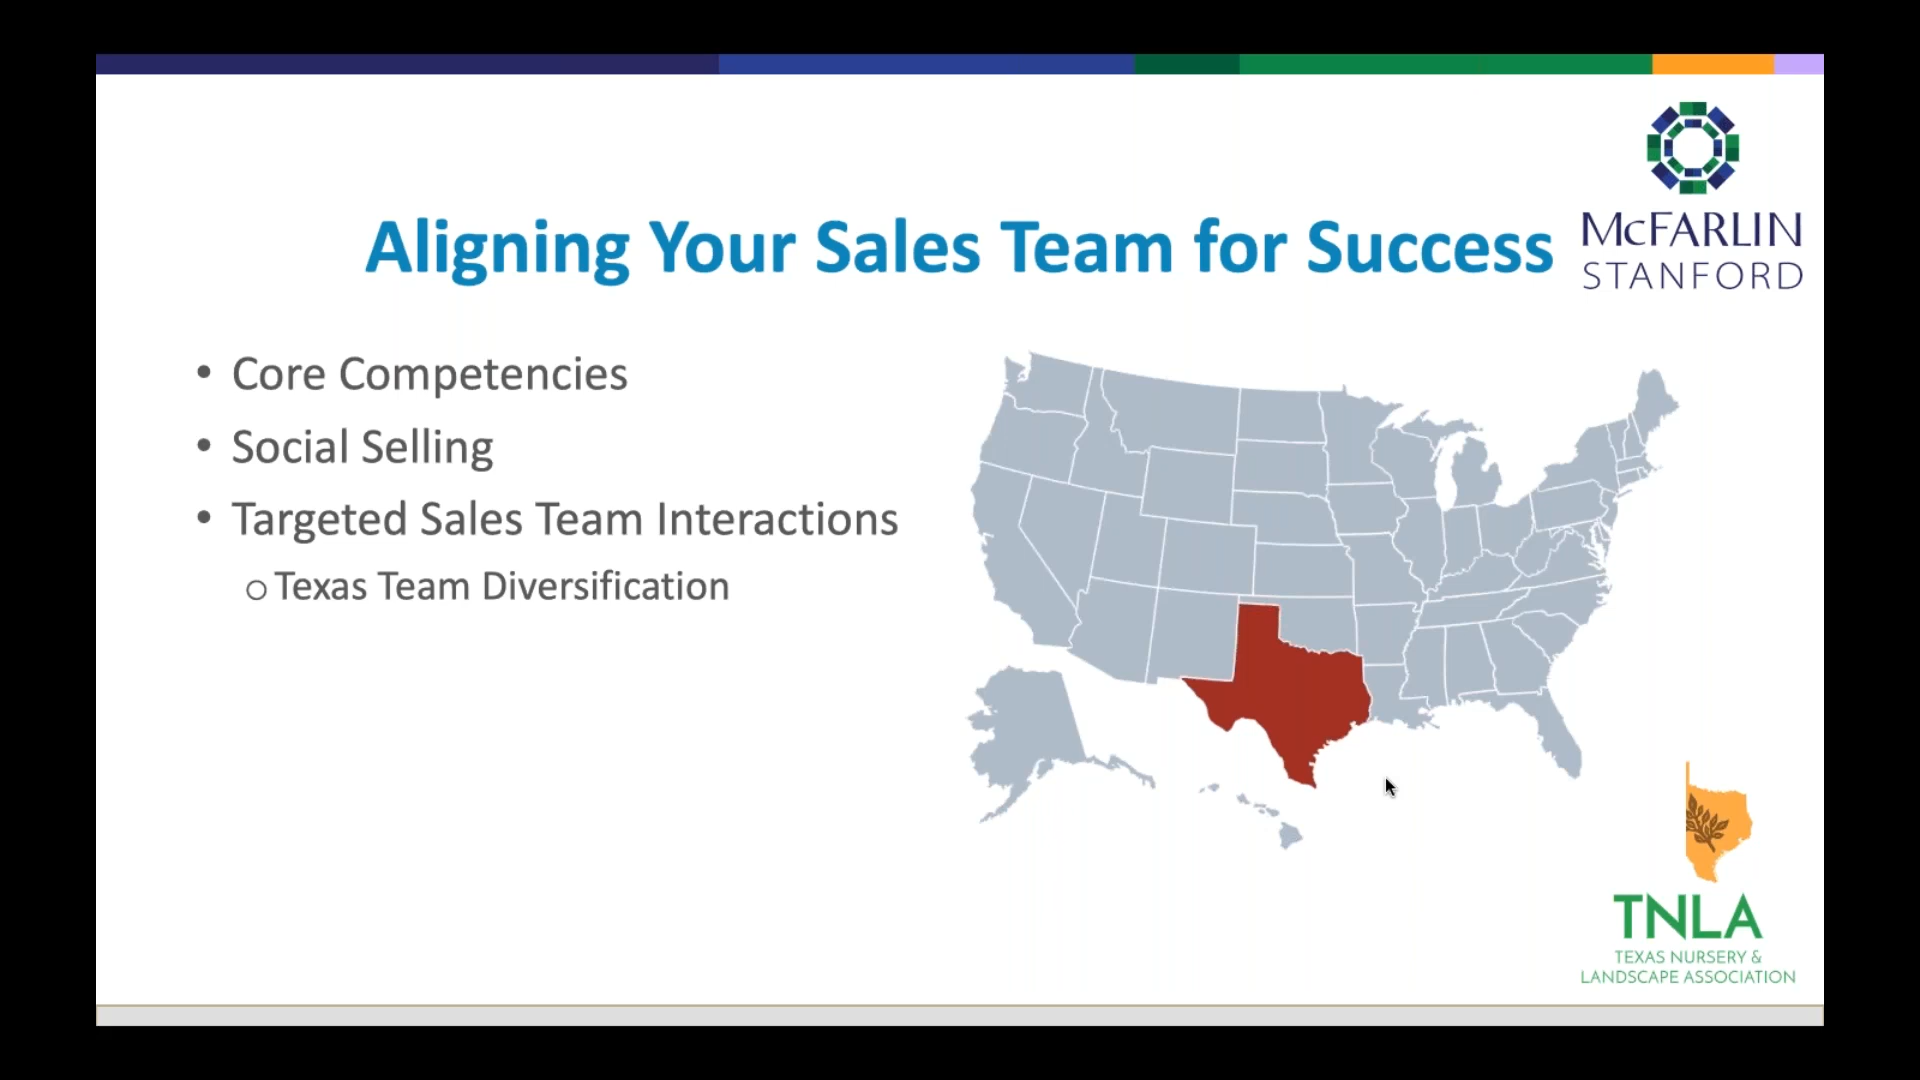 Aligning Your Sales Team for Success
McFARLIN
STANFORD
• Core Competencies
• Social Selling
• Targeted Sales Team Interactions
o Texas Team Diversification
TNLA
TEXAS NURSERY &
LANDSCAPE ASSOCIATION